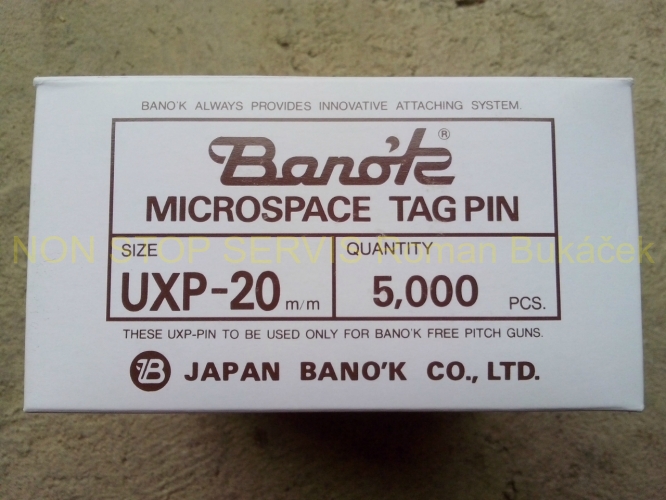 BANO'K ALWAYS PROVIDES INNOVATIVE ATTACHING SYSTEM.
Bano'k®
MICROSPACE TAG PIN
SIZE
UXP-20 m/m
QUANTITY
5,000 PCS.
NON STOP SERVIS Roman Bukáček
THESE UXP-PIN TO BE USED ONLY FOR BANO'K FREE PITCH GUNS.
B JAPAN BANO'K CO., LTD.